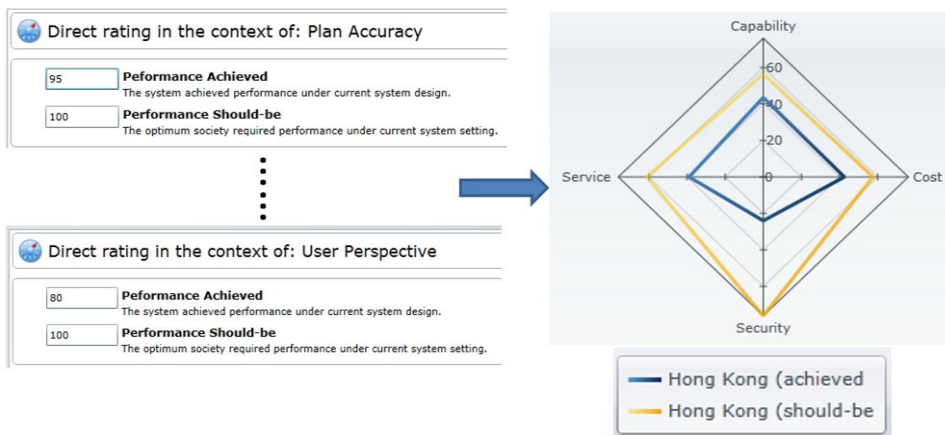 Direct rating in the context of: Plan Accuracy
95
Peformance Achieved
The system achieved performance under current system design.
100
Performance Should-be
The optimum society required performance under current system setting.
Direct rating in the context of: User Perspective
80
Peformance Achieved
The system achieved performance under current system design.
100
Performance Should-be
The optimum society required performance under current system setting.
Capability
60
40
20
0
Service
Cost
Security
Hong Kong (achieved
Hong Kong (should-be